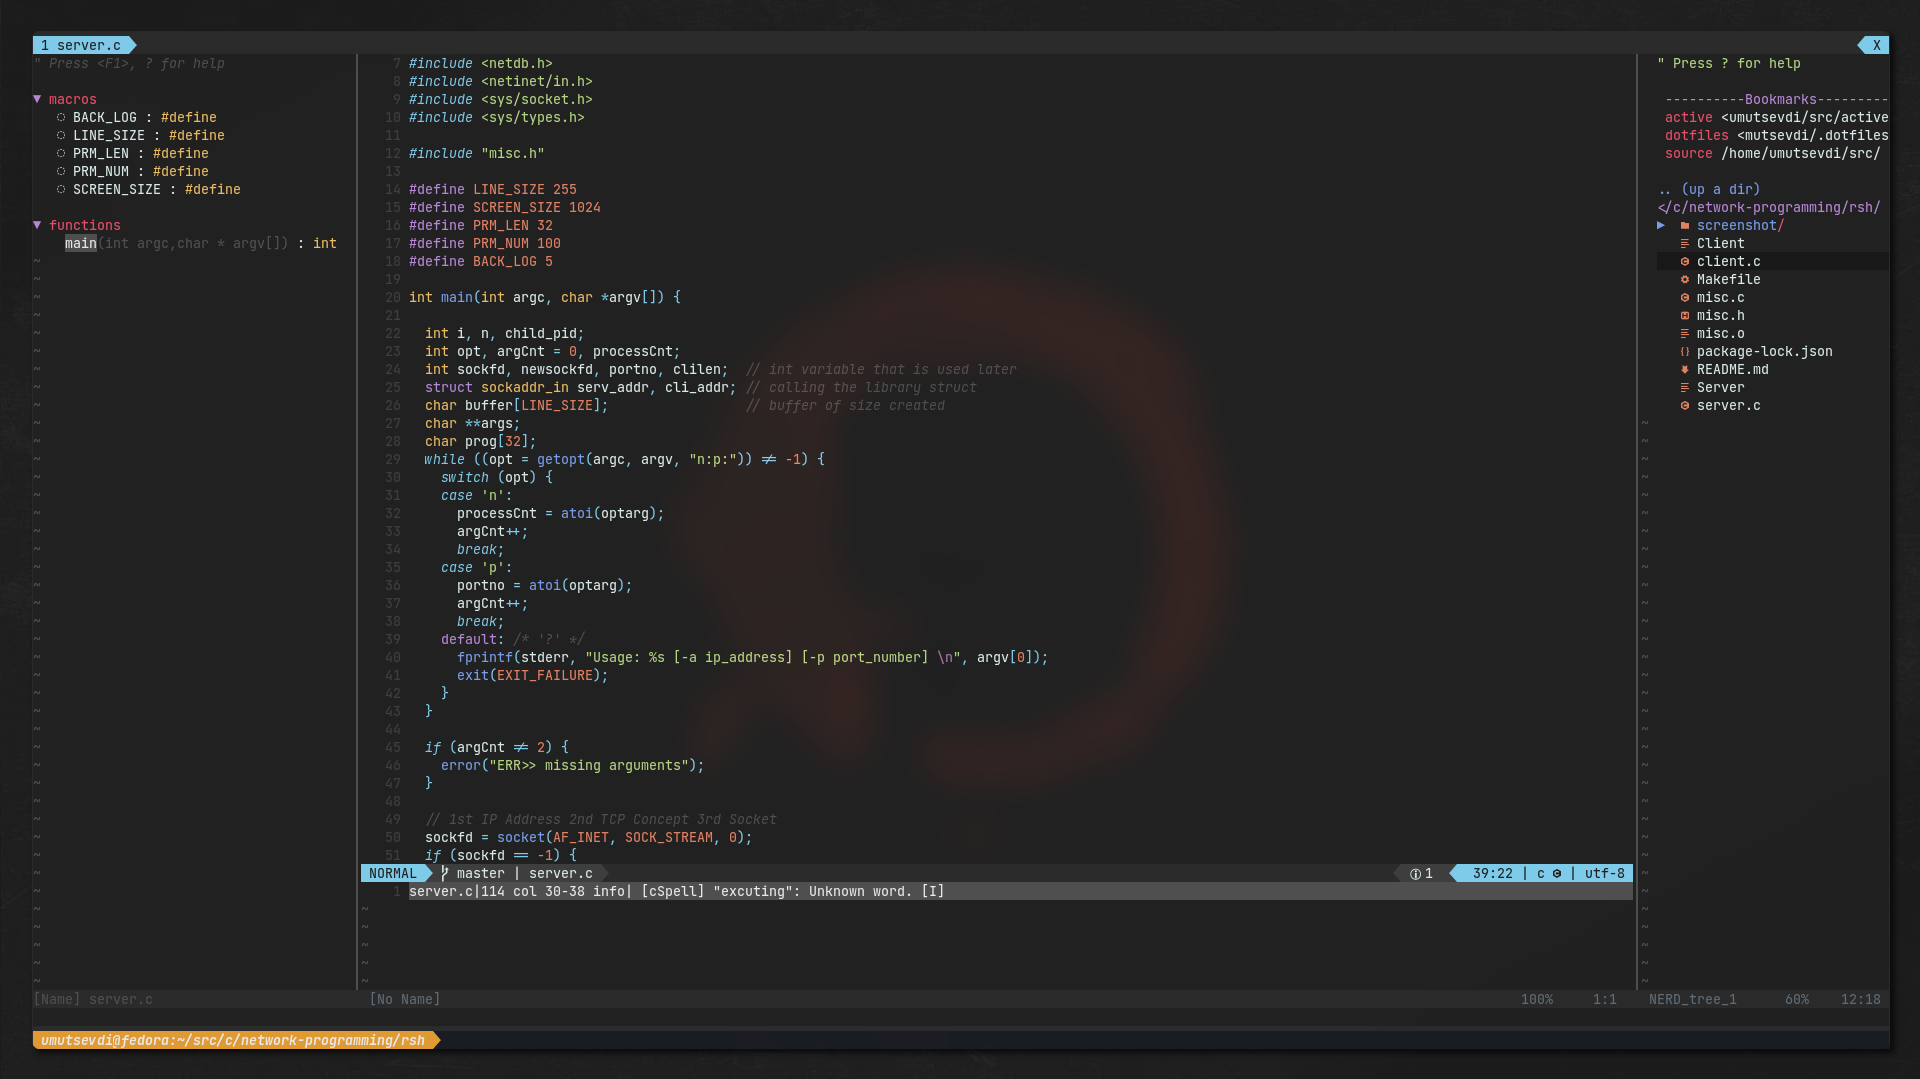 1 server.c
X
" Press <F1>, ? for help
▼ macros
BACK_LOG : #define
LINE_SIZE : #define
PRM_LEN : #define
PRM_NUM : #define
SCREEN_SIZE : #define
▼ functions
main(int argc,char * argv[]) : int
[Name] server.c
7 #include <netdb.h>
8 #include <netinet/in.h>
9 #include <sys/socket.h>
10 #include <sys/types.h>
11
12 #include "misc.h"
13
14 #define LINE_SIZE 255
15 #define SCREEN_SIZE 1024
16 #define PRM_LEN 32
17 #define PRM_NUM 100
18 #define BACK_LOG 5
19
20 int main(int argc, char *argv[]) {
21
22   int i, n, child_pid;
23   int opt, argCnt = 0, processCnt;
24   int sockfd, newsockfd, portno, clilen;  // int variable that is used later
25   struct sockaddr_in serv_addr, cli_addr; // calling the library struct
26   char buffer[LINE_SIZE];                 // buffer of size created
27   char **args;
28   char prog[32];
29   while ((opt = getopt(argc, argv, "n:p:")) != -1) {
30     switch (opt) {
31     case 'n':
32       processCnt = atoi(optarg);
33       argCnt++;
34       break;
35     case 'p':
36       portno = atoi(optarg);
37       argCnt++;
38       break;
39     default: /* '?' */
40       fprintf(stderr, "Usage: %s [-a ip_address] [-p port_number] \n", argv[0]);
41       exit(EXIT_FAILURE);
42     }
43   }
44
45   if (argCnt != 2) {
46     error("ERR>> missing arguments");
47   }
48
49   // 1st IP Address 2nd TCP Concept 3rd Socket
50   sockfd = socket(AF_INET, SOCK_STREAM, 0);
51   if (sockfd == -1) {
NORMAL master | server.c 1 39:22 | c | utf-8
1 server.c|114 col 30-38 info| [cSpell] "excuting": Unknown word. [I]
[No Name] 100% 1:1
" Press ? for help
----------Bookmarks---------
active <umutsevdi/src/active
dotfiles <mutsevdi/.dotfiles
source /home/umutsevdi/src/
.. (up a dir)
</c/network-programming/rsh/
▶ screenshot/
Client
client.c
Makefile
misc.c
misc.h
misc.o
package-lock.json
README.md
Server
server.c
NERD_tree_1 60% 12:18
umutsevdi@fedora:~/src/c/network-programming/rsh